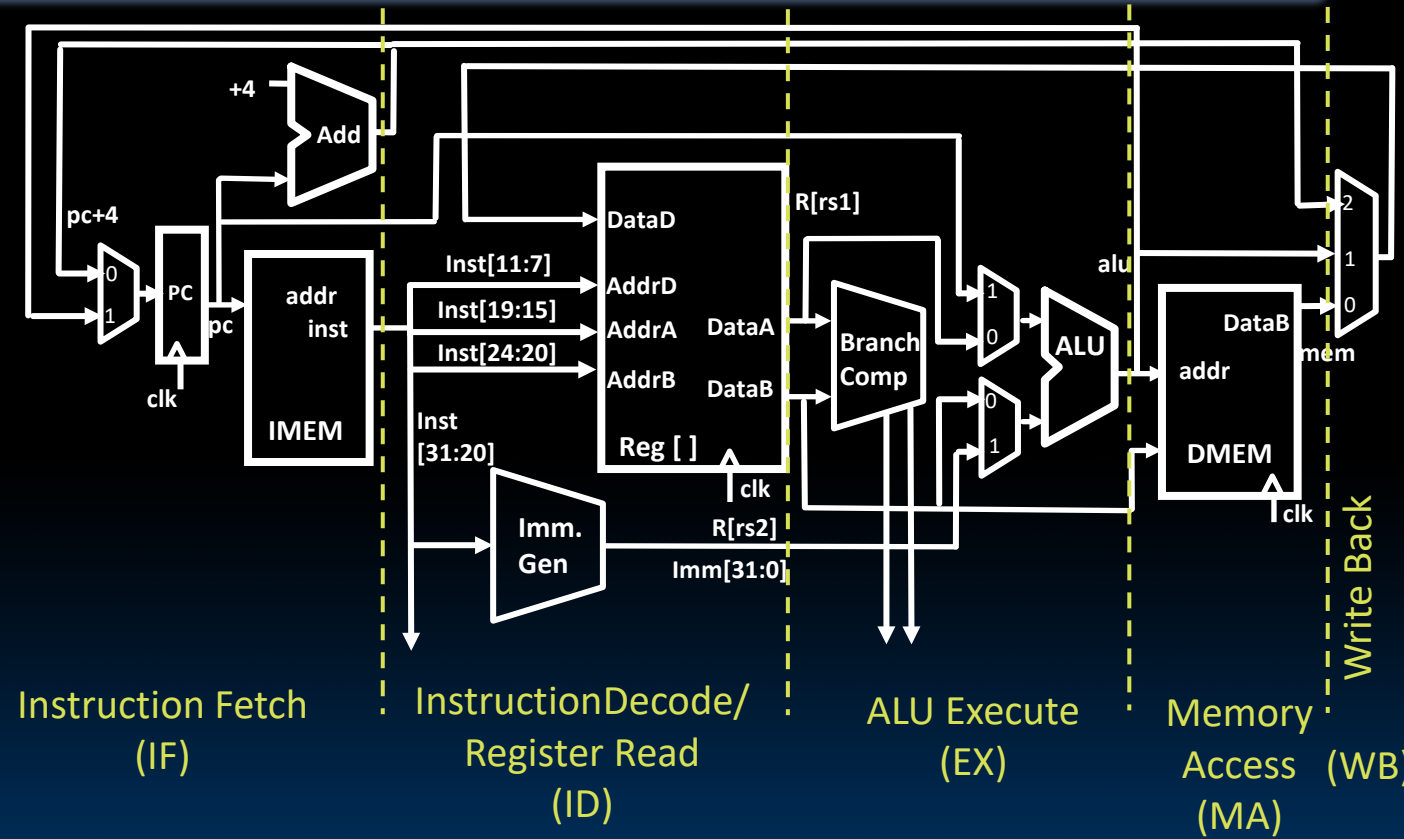 +4
Add
pc+4
0
1
PC
pc
clk
addr
inst
IMEM
Inst[11:7]
Inst[19:15]
Inst[24:20]
Inst
[31:20]
DataD
AddrD
AddrA
AddrB
DataA
DataB
Reg [ ]
clk
Imm.
Gen
R[rs1]
R[rs2]
Imm[31:0]
Branch
Comp
1
0
0
1
ALU
alu
addr
DataB
DMEM
clk
mem
2
1
0
Instruction Fetch
(IF)
InstructionDecode/
Register Read
(ID)
ALU Execute
(EX)
Memory
Access
(MA)
Write Back
(WB)